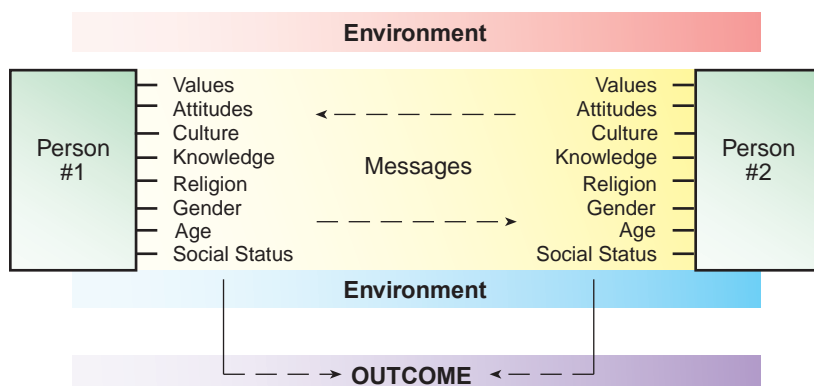 Environment
Person
#1
Values
Attitudes
Culture
Knowledge
Religion
Gender
Age
Social Status
Messages
Values
Attitudes
Culture
Knowledge
Religion
Gender
Age
Social Status
Person
#2
Environment
OUTCOME